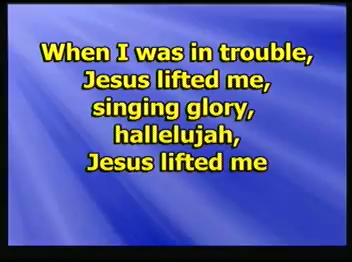 When I was in trouble,
Jesus lifted me,
singing glory,
hallelujah,
Jesus lifted me